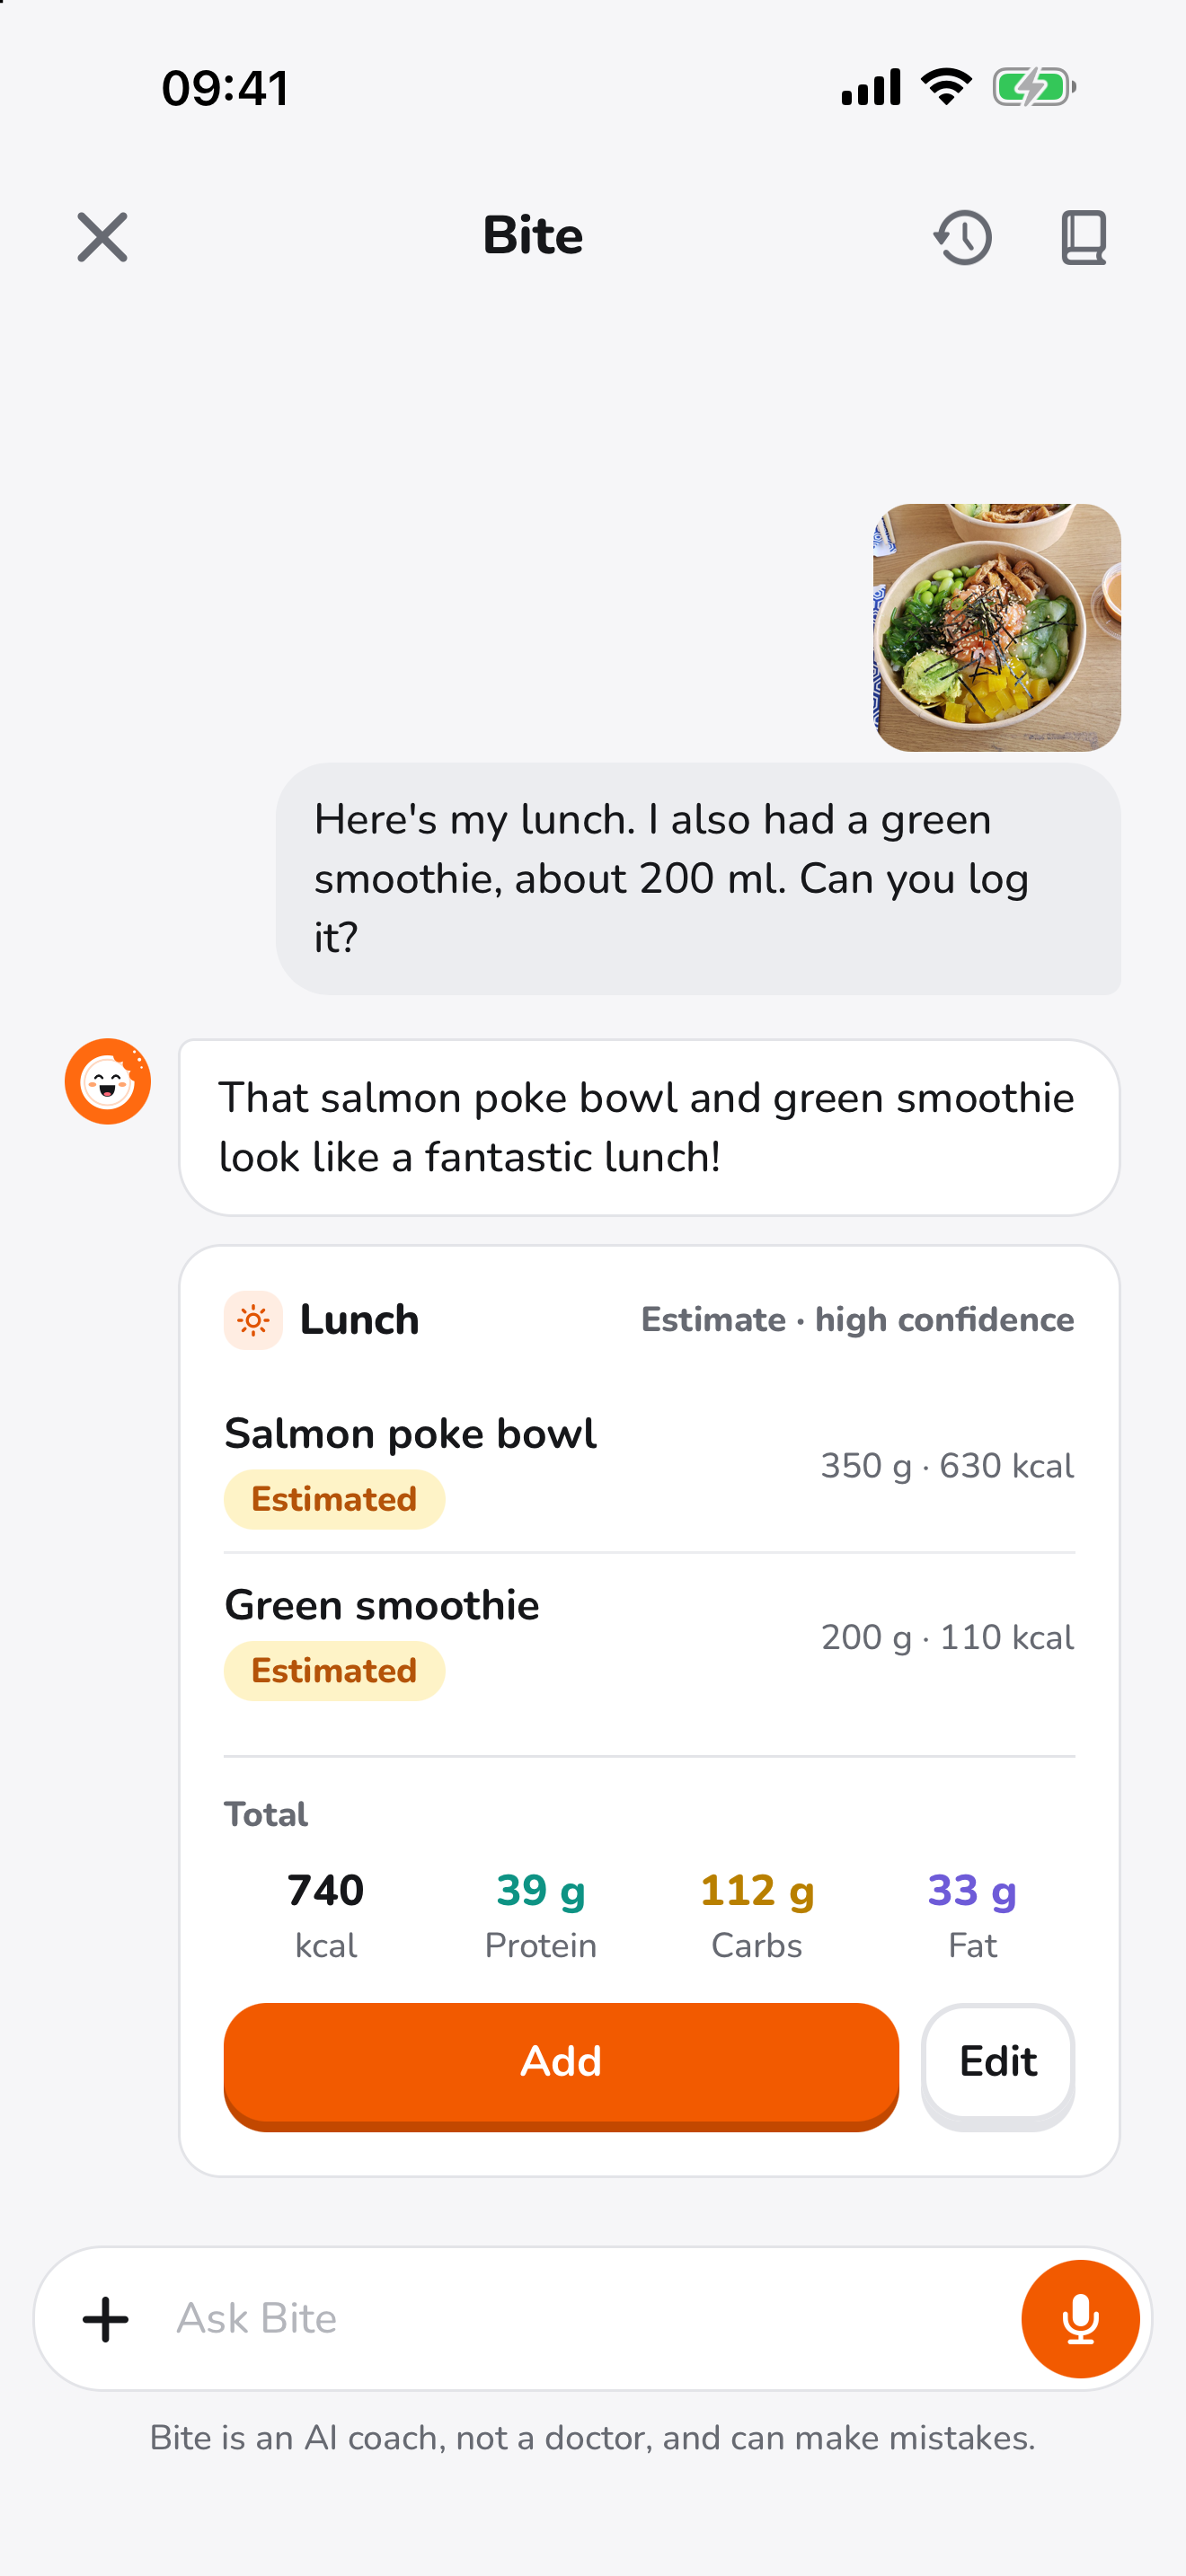 09:41
Bite
Here's my lunch. I also had a green
smoothie, about 200 ml. Can you log
it?
That salmon poke bowl and green smoothie
look like a fantastic lunch!
Lunch
Estimate · high confidence
Salmon poke bowl
350 g · 630 kcal
Estimated
Green smoothie
200 g · 110 kcal
Estimated
Total
740
39 g
112 g
33 g
kcal
Protein
Carbs
Fat
Add
Edit
Ask Bite
Bite is an AI coach, not a doctor, and can make mistakes.